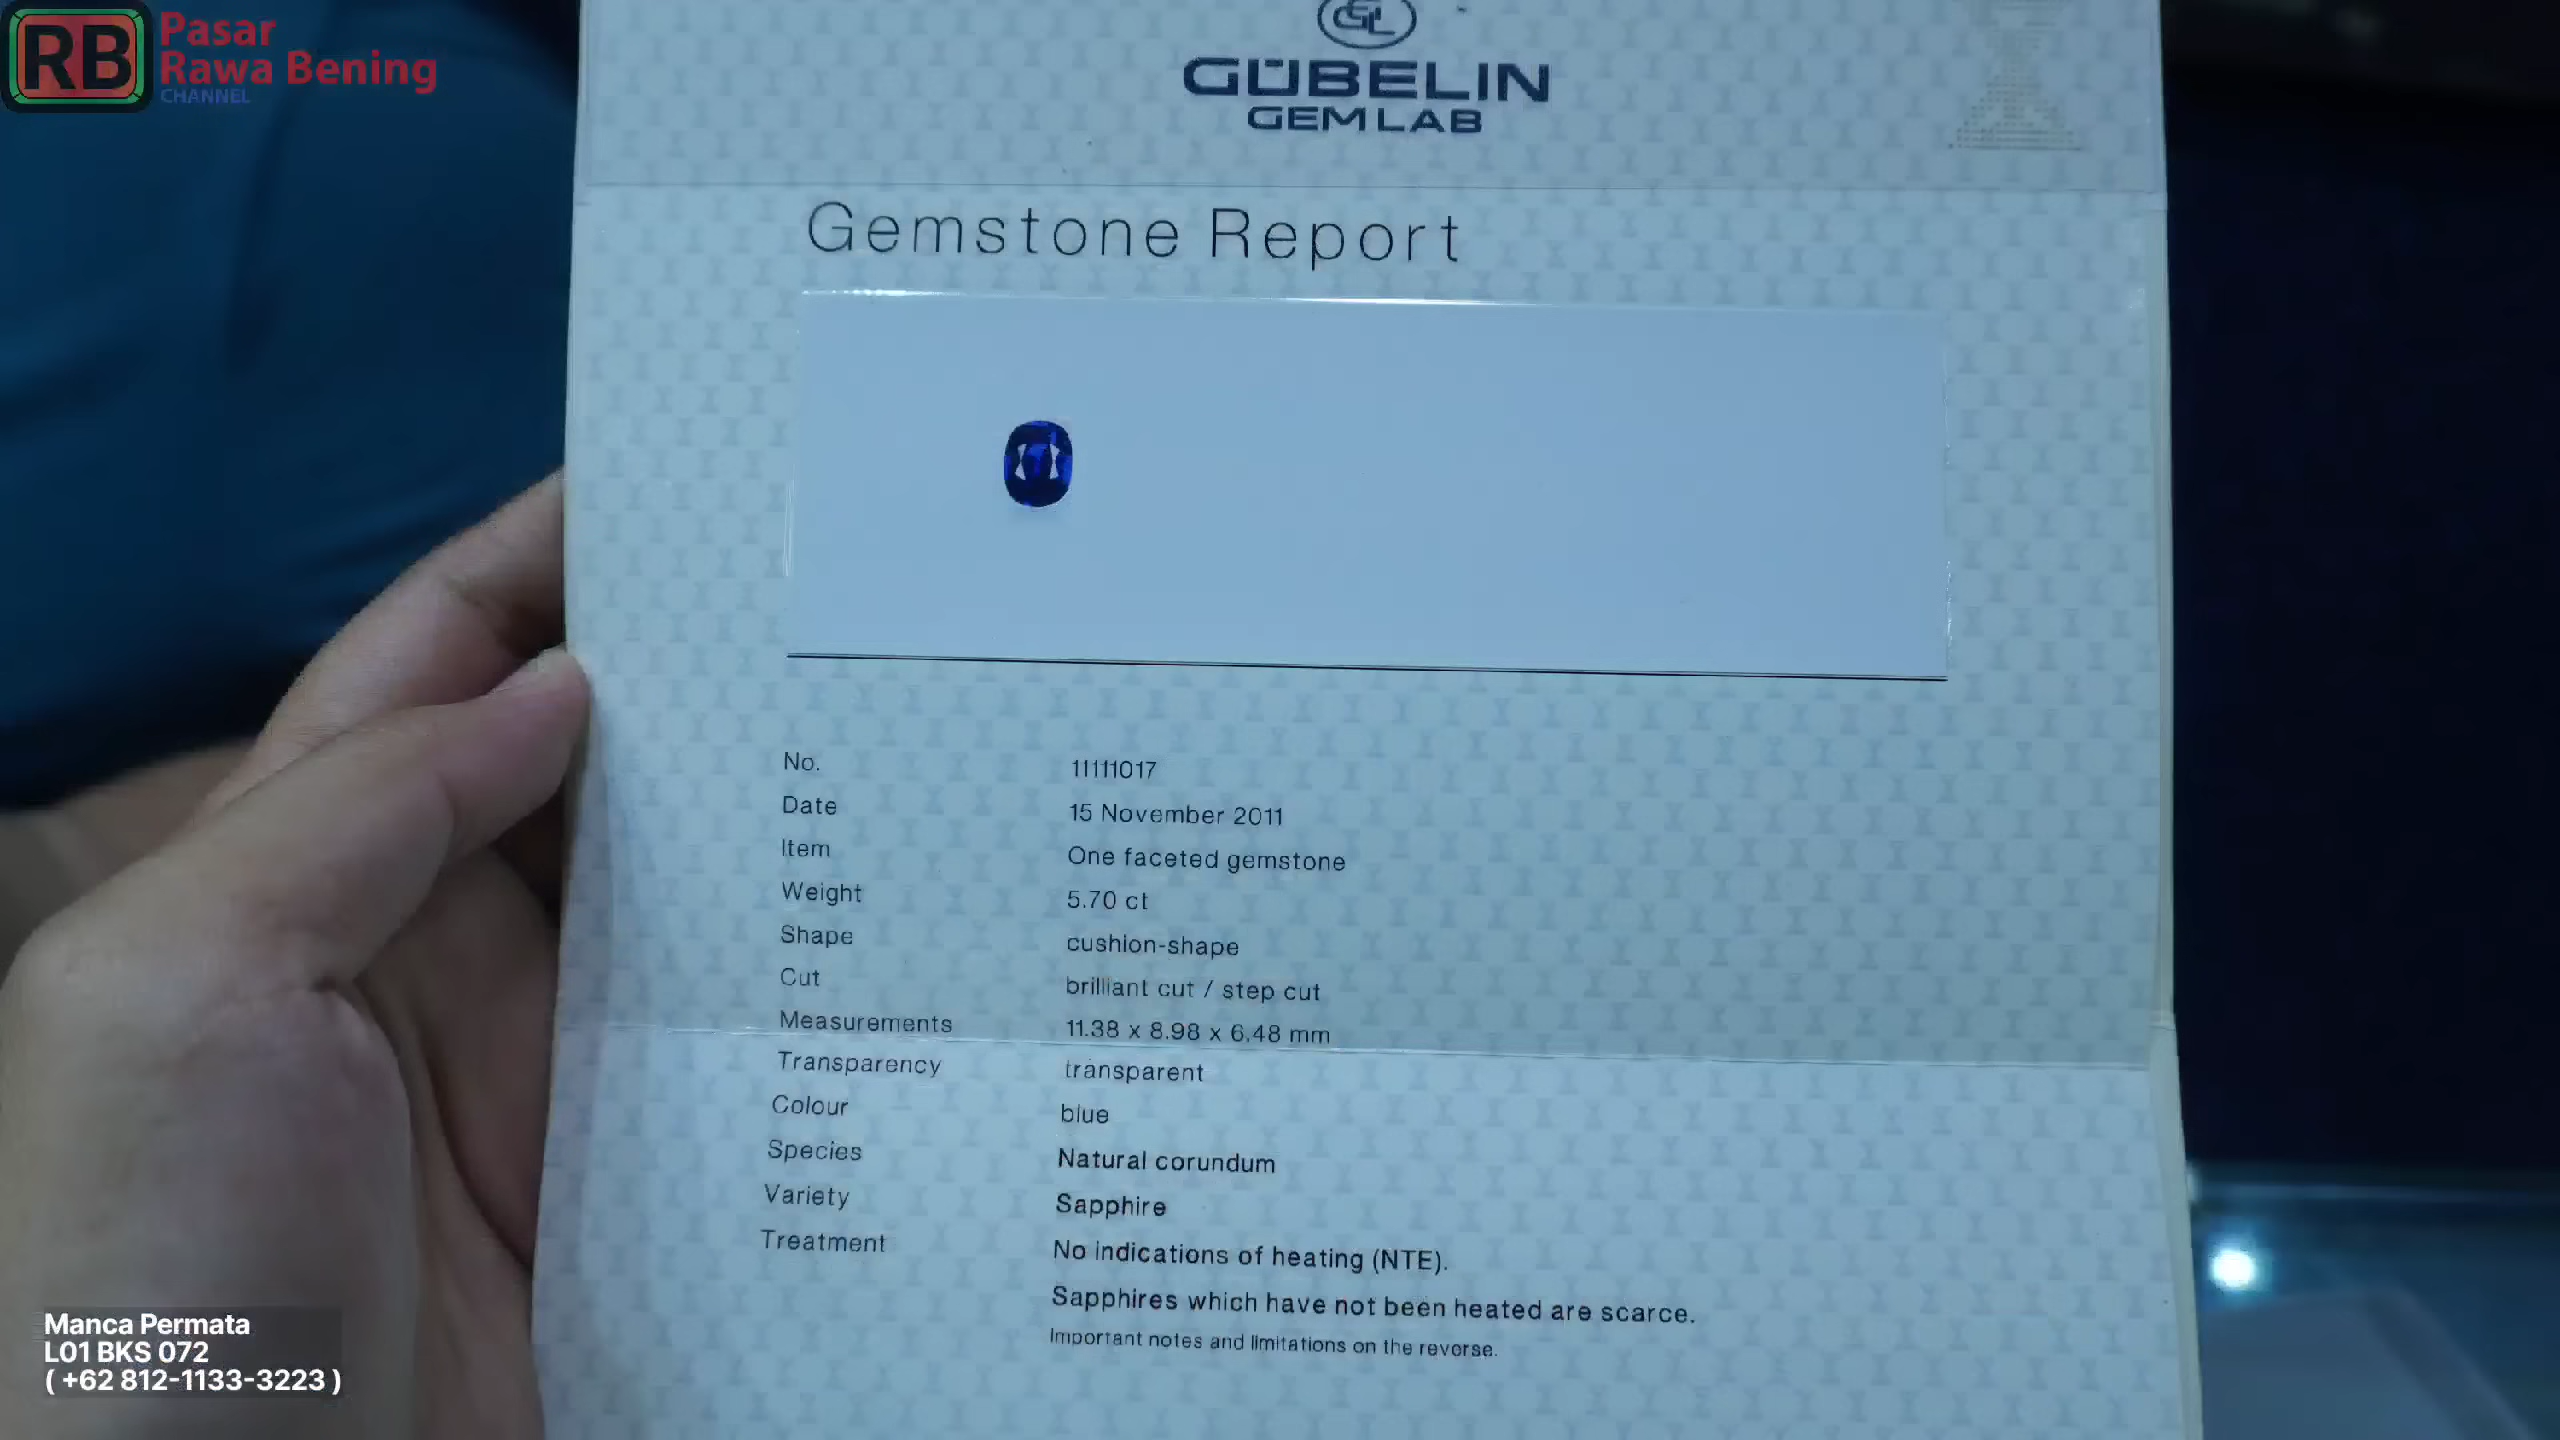 RB
Pasar
Rawa Bening
CHANNEL
GÜBELIN
GEMLAB
Gemstone Report
No. 11111017
Date 15 November 2011
Item One faceted gemstone
Weight 5.70 ct
Shape cushion-shape
Cut brilliant cut / step cut
Measurements 11.38 x 8.98 x 6.48 mm
Transparency transparent
Colour blue
Species Natural corundum
Variety Sapphire
Treatment No indications of heating (NTE).
Sapphires which have not been heated are scarce.
Important notes and limitations on the reverse.
Manca Permata
L01 BKS 072
( +62 812-1133-3223 )